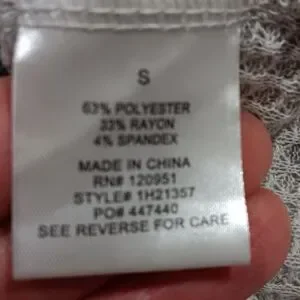 S
63% POLYESTER
33% RAYON
4% SPANDEX
MADE IN CHINA
RN# 120951
STYLE# 1H21357
PO# 447440
SEE REVERSE FOR CARE